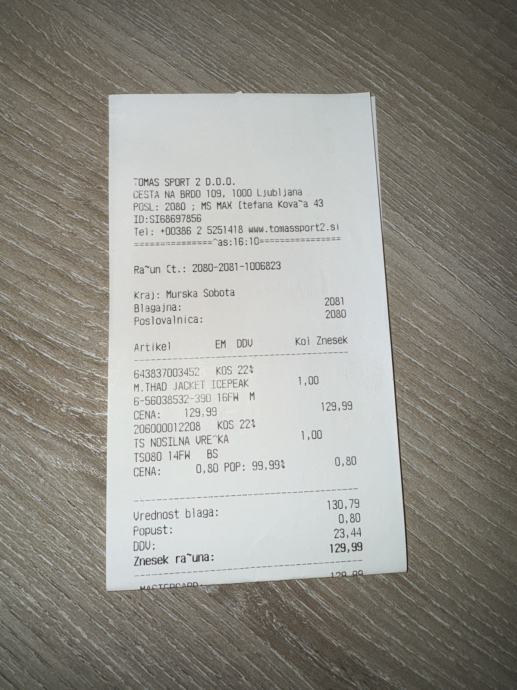 TOMAS SPORT 2 D.O.O.
CESTA NA BRDO 109, 1000 Ljubljana
POSL: 2080 ; MS MAX [tefana Kova~a 43
ID:SI68697856
Tel: +00386 2 5251418 www.tomassport2.si
===============^as:16:10===============
Ra~un Ct.: 2080-2081-1006823
Kraj: Murska Sobota
Blagajna: 2081
Poslovalnica: 2080
Artikel EM DDV Kol Znesek
643837003452 KOS 22%
M.THAD JACKET ICEPEAK 1,00
6-56038532-390 16FW M
CENA: 129,99 129,99
206000012208 KOS 22%
TS NOSILNA VRE^KA 1,00
TS080 14FW BS
CENA: 0,80 POP: 99,99% 0,80
Vrednost blaga: 130,79
Popust: 0,80
DDV: 23,44
Znesek ra~una: 129,99
MASTERCARD: 129,99